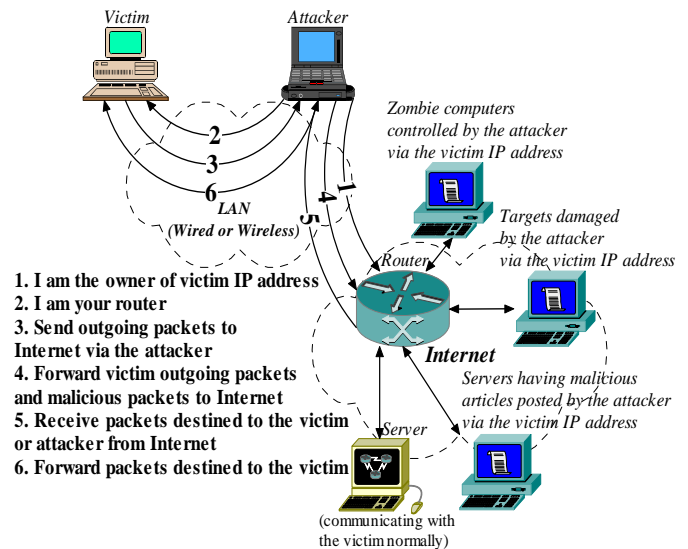 Victim
Attacker
Zombie computers
controlled by the attacker
via the victim IP address
2
3
6
1
4
5
LAN
(Wired or Wireless)
Targets damaged
by the attacker
via the victim IP address
Router
1. I am the owner of victim IP address
2. I am your router
3. Send outgoing packets to
Internet via the attacker
4. Forward victim outgoing packets
and malicious packets to Internet
5. Receive packets destined to the victim
or attacker from Internet
6. Forward packets destined to the victim
Internet
Servers having malicious
articles posted by the attacker
via the victim IP address
Server
(communicating with
the victim normally)